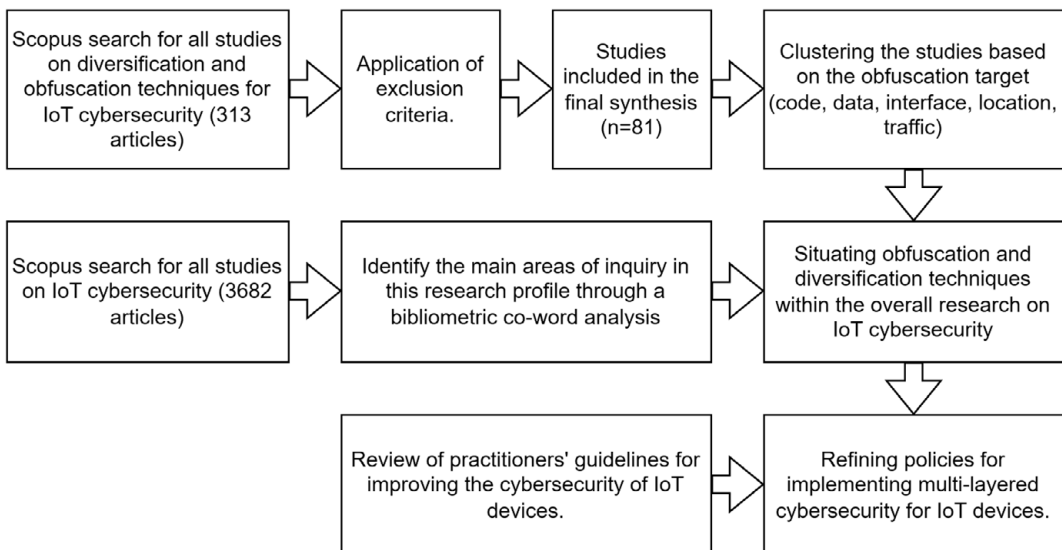 Scopus search for all studies
on diversification and
obfuscation techniques for
IoT cybersecurity (313
articles)
Application of
exclusion
criteria.
Studies
included in the
final synthesis
(n=81)
Clustering the studies based
on the obfuscation target
(code, data, interface, location,
traffic)
Scopus search for all studies
on IoT cybersecurity (3682
articles)
Identify the main areas of inquiry in
this research profile through a
bibliometric co-word analysis
Situating obfuscation and
diversification techniques
within the overall research on
IoT cybersecurity
Review of practitioners' guidelines for
improving the cybersecurity of IoT
devices.
Refining policies for
implementing multi-layered
cybersecurity for IoT devices.